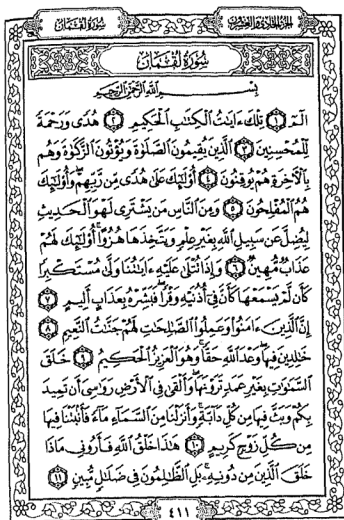 الجزء الحادي والعشرون
سورة لقمان
سُورَةُ لُقْمَانَ
بِسْمِ اللَّهِ الرَّحْمَٰنِ الرَّحِيمِ
الٓمٓ ١ تِلْكَ ءَايَٰتُ ٱلْكِتَٰبِ ٱلْحَكِيمِ ٢ هُدًى وَرَحْمَةً
لِّلْمُحْسِنِينَ ٣ ٱلَّذِينَ يُقِيمُونَ ٱلصَّلَوٰةَ وَيُؤْتُونَ ٱلزَّكَوٰةَ وَهُم
بِٱلْءَاخِرَةِ هُمْ يُوقِنُونَ ٤ أُو۟لَٰٓئِكَ عَلَىٰ هُدًى مِّن رَّبِّهِمْ وَأُو۟لَٰٓئِكَ
هُمُ ٱلْمُفْلِحُونَ ٥ وَمِنَ ٱلنَّاسِ مَن يَشْتَرِى لَهْوَ ٱلْحَدِيثِ
لِيُضِلَّ عَن سَبِيلِ ٱللَّهِ بِغَيْرِ عِلْمٍ وَيَتَّخِذَهَا هُزُوًا أُو۟لَٰٓئِكَ لَهُمْ
عَذَابٌ مُّهِينٌ ٦ وَإِذَا تُتْلَىٰ عَلَيْهِ ءَايَٰتُنَا وَلَّىٰ مُسْتَكْبِرًا
كَأَن لَّمْ يَسْمَعْهَا كَأَنَّ فِىٓ أُذُنَيْهِ وَقْرًا فَبَشِّرْهُ بِعَذَابٍ أَلِيمٍ ٧
إِنَّ ٱلَّذِينَ ءَامَنُوا۟ وَعَمِلُوا۟ ٱلصَّٰلِحَٰتِ لَهُمْ جَنَّٰتُ ٱلنَّعِيمِ ٨
خَٰلِدِينَ فِيهَا وَعْدَ ٱللَّهِ حَقًّا وَهُوَ ٱلْعَزِيزُ ٱلْحَكِيمُ ٩ خَلَقَ
ٱلسَّمَٰوَٰتِ بِغَيْرِ عَمَدٍ تَرَوْنَهَا وَأَلْقَىٰ فِى ٱلْأَرْضِ رَوَٰسِىَ أَن تَمِيدَ
بِكُمْ وَبَثَّ فِيهَا مِن كُلِّ دَآبَّةٍ وَأَنزَلْنَا مِنَ ٱلسَّمَآءِ مَآءً فَأَنۢبَتْنَا فِيهَا
مِن كُلِّ زَوْجٍ كَرِيمٍ ١٠ هَٰذَا خَلْقُ ٱللَّهِ فَأَرُونِى مَاذَا
خَلَقَ ٱلَّذِينَ مِن دُونِهِۦ بَلِ ٱلظَّٰلِمُونَ فِى ضَلَٰلٍ مُّبِينٍ ١١
٤١١